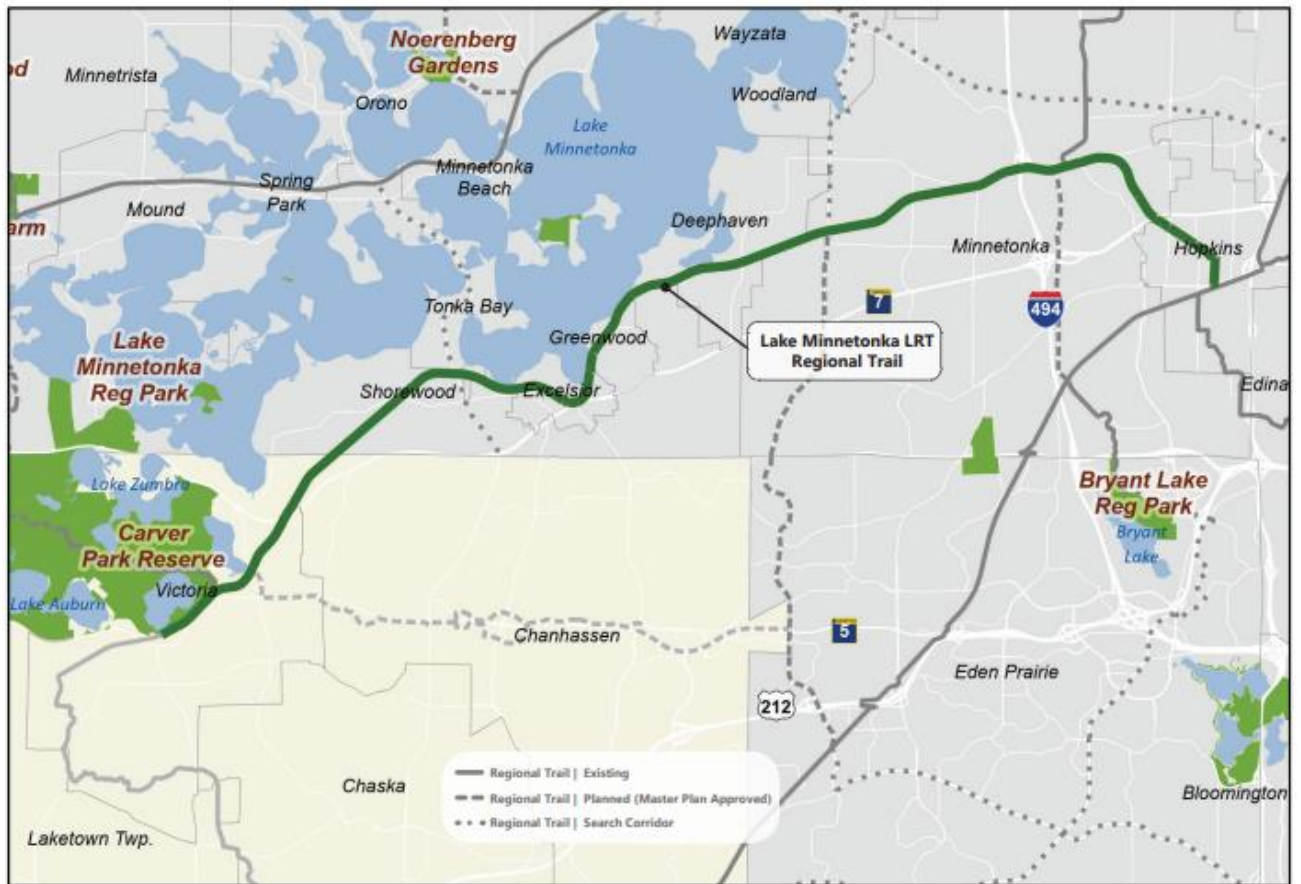 Wayzata
Noerenberg
Gardens
Minnetrista
Orono
Woodland
Lake
Minnetonka
Minnetonka
Beach
Spring
Park
Mound
arm
Deephaven
Minnetonka
Hopkins
Tonka Bay
7
494
Greenwood
Lake Minnetonka LRT
Regional Trail
Lake
Minnetonka
Reg Park
Shorewood
Excelsior
Edina
Lake Zumbra
Bryant Lake
Reg Park
Carver
Park Reserve
Bryant
Lake
Victoria
Lake Auburn
Chanhassen
5
Eden Prairie
212
Regional Trail | Existing
Regional Trail | Planned (Master Plan Approved)
Regional Trail | Search Corridor
Chaska
Bloomington
Laketown Twp.